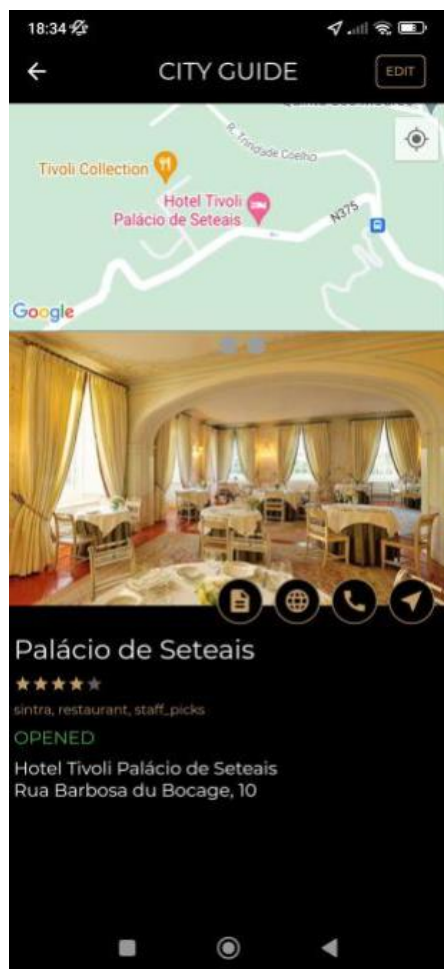 18:34
CITY GUIDE
EDIT
R. Trindade Coelho
Tivoli Collection
Hotel Tivoli
Palácio de Seteais
N375
Google
Palácio de Seteais
sintra, restaurant, staff_picks
OPENED
Hotel Tivoli Palácio de Seteais
Rua Barbosa du Bocage, 10